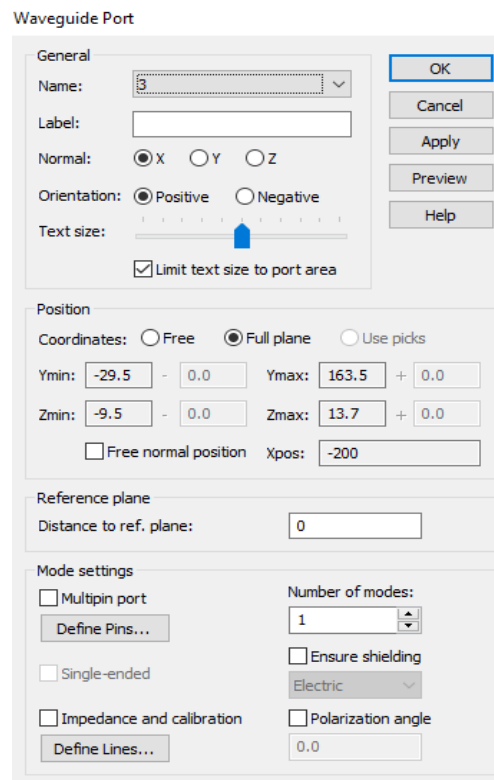 Waveguide Port
General
Name: 3
Label:
Normal: X Y Z
Orientation: Positive Negative
Text size:
Limit text size to port area
OK
Cancel
Apply
Preview
Help
Position
Coordinates: Free Full plane Use picks
Ymin: -29.5 - 0.0 Ymax: 163.5 + 0.0
Zmin: -9.5 - 0.0 Zmax: 13.7 + 0.0
Free normal position Xpos: -200
Reference plane
Distance to ref. plane: 0
Mode settings
Multipin port
Define Pins...
Single-ended
Impedance and calibration
Define Lines...
Number of modes:
1
Ensure shielding
Electric
Polarization angle
0.0